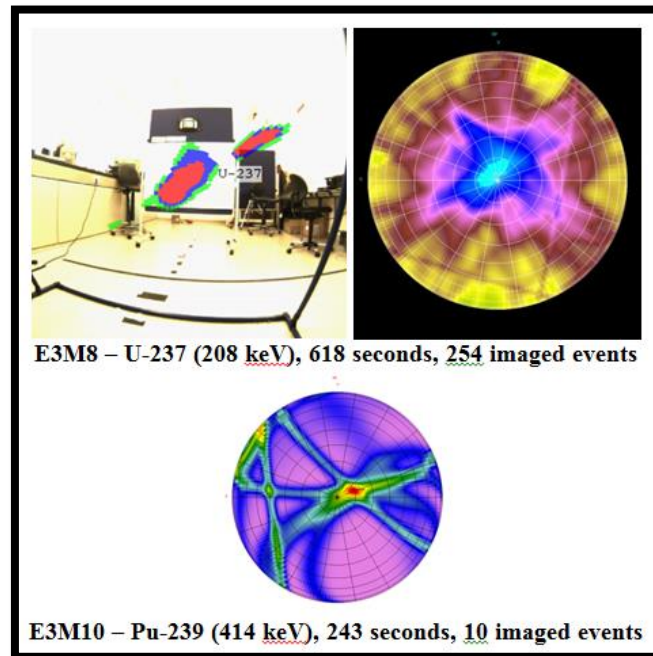 U-237
E3M8 – U-237 (208 keV), 618 seconds, 254 imaged events
E3M10 – Pu-239 (414 keV), 243 seconds, 10 imaged events